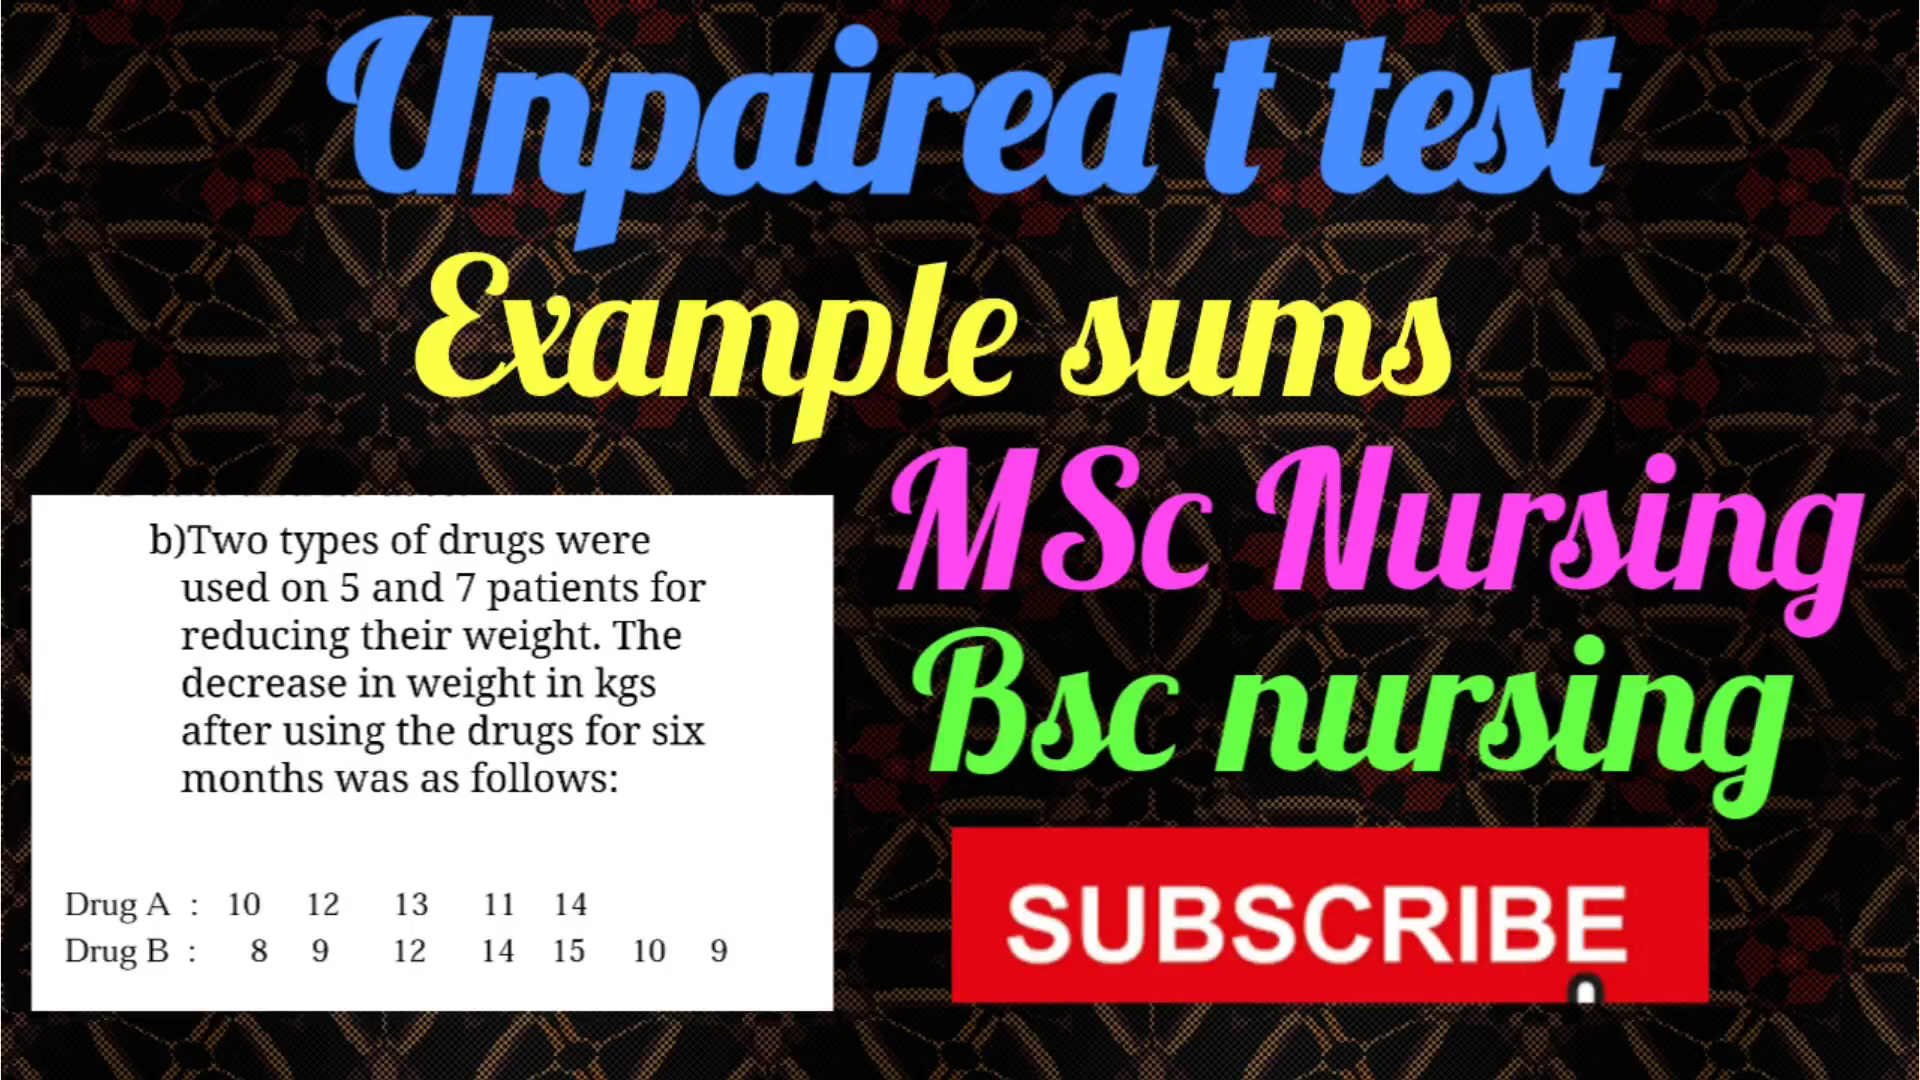 Unpaired t test
Example sums
MSc Nursing
Bsc nursing
b)Two types of drugs were
used on 5 and 7 patients for
reducing their weight. The
decrease in weight in kgs
after using the drugs for six
months was as follows:
Drug A : 10 12 13 11 14
Drug B : 8 9 12 14 15 10 9
SUBSCRIBE